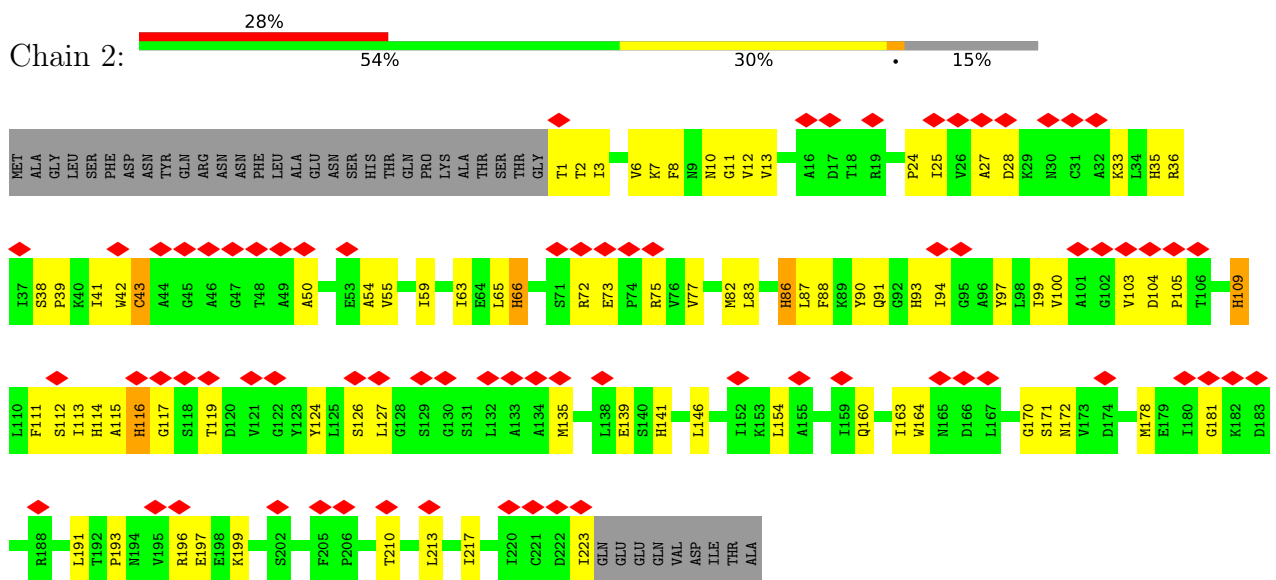 28%
Chain 2:
54% 30% • 15%
MET ALA GLY LEU SER PHE ASP ASN TYR GLN ARG ASN ASN PHE LEU ALA GLU ASN SER HIS THR GLN PRO LYS ALA THR SER THR GLY T1 T2 I3 V6 K7 F8 N9 N10 G11 V12 V13 A16 D17 T18 R19 P24 I25 V26 A27 D28 K29 N30 C31 A32 K33 L34 H35 R36
I37 S38 P39 K40 I41 W42 C43 A44 G45 A46 G47 T48 A49 A50 E53 A54 V55 I59 I63 E64 L65 H66 S71 R72 E73 P74 R75 V76 V77 M82 L83 H86 L87 F88 K89 Y90 Q91 G92 H93 I94 G95 A96 Y97 L98 I99 V100 A101 G102 V103 D104 P105 T106 H109
L110 F111 S112 I113 H114 A115 H116 G117 S118 T119 D120 V121 G122 Y123 Y124 L125 S126 L127 G128 S129 G130 S131 L132 A133 A134 M135 L138 E139 S140 H141 L146 I152 K153 L154 A155 I159 Q160 I163 W164 N165 D166 L167 G170 S171 N172 V173 D174 M178 E179 I180 G181 K182 D183
R188 L191 T192 P193 N194 V195 R196 E197 E198 K199 S202 F205 P206 T210 L213 I217 I220 C221 D222 I223 GLN GLU GLU GLN VAL ASP ILE THR ALA